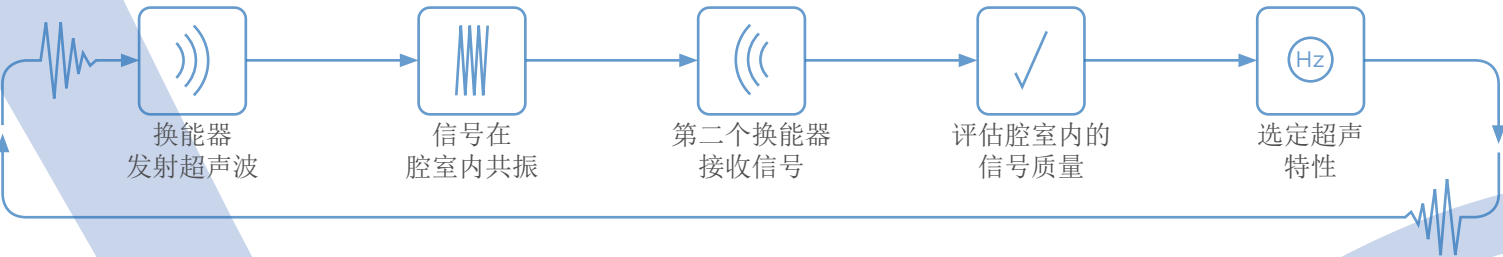 换能器
发射超声波
信号在
腔室内共振
第二个换能器
接收信号
评估腔室内的
信号质量
Hz
选定超声
特性